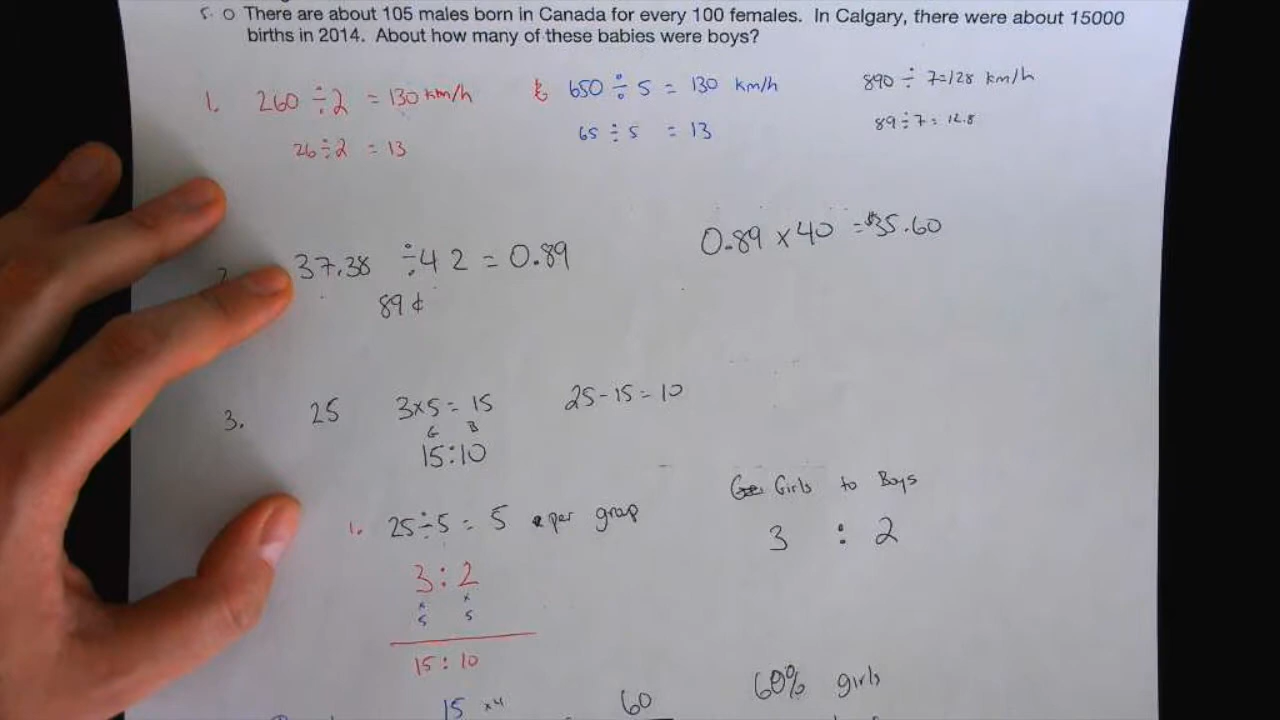 5. O There are about 105 males born in Canada for every 100 females. In Calgary, there were about 15000
births in 2014. About how many of these babies were boys?
1. 260 ÷ 2 = 130 km/h
26 ÷ 2 = 13
650 ÷ 5 = 130 km/h
65 ÷ 5 = 13
890 ÷ 7 = 128 km/h
89 ÷ 7 = 12.8
37.38 ÷ 42 = 0.89
89 ¢
0.89 x 40 = $35.60
3. 25 3x5 = 15 25 - 15 = 10
G B
15:10
1. 25 ÷ 5 = 5 per group
3 : 2
x x
5 5
15 : 10
Girls to Boys
3 : 2
15 x4
60
60% girls